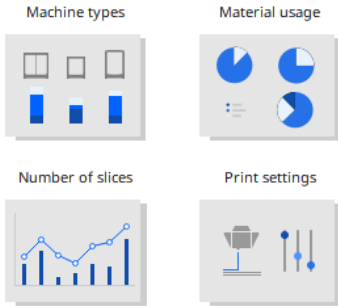 Machine types
Material usage
Number of slices
Print settings